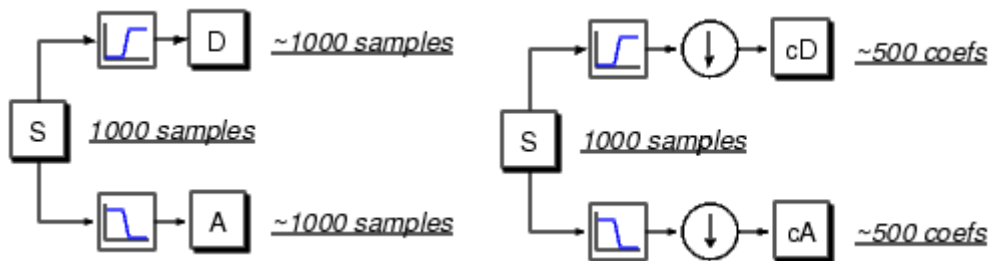 D ~1000 samples
S 1000 samples
A ~1000 samples
cD ~500 coefs
S 1000 samples
cA ~500 coefs